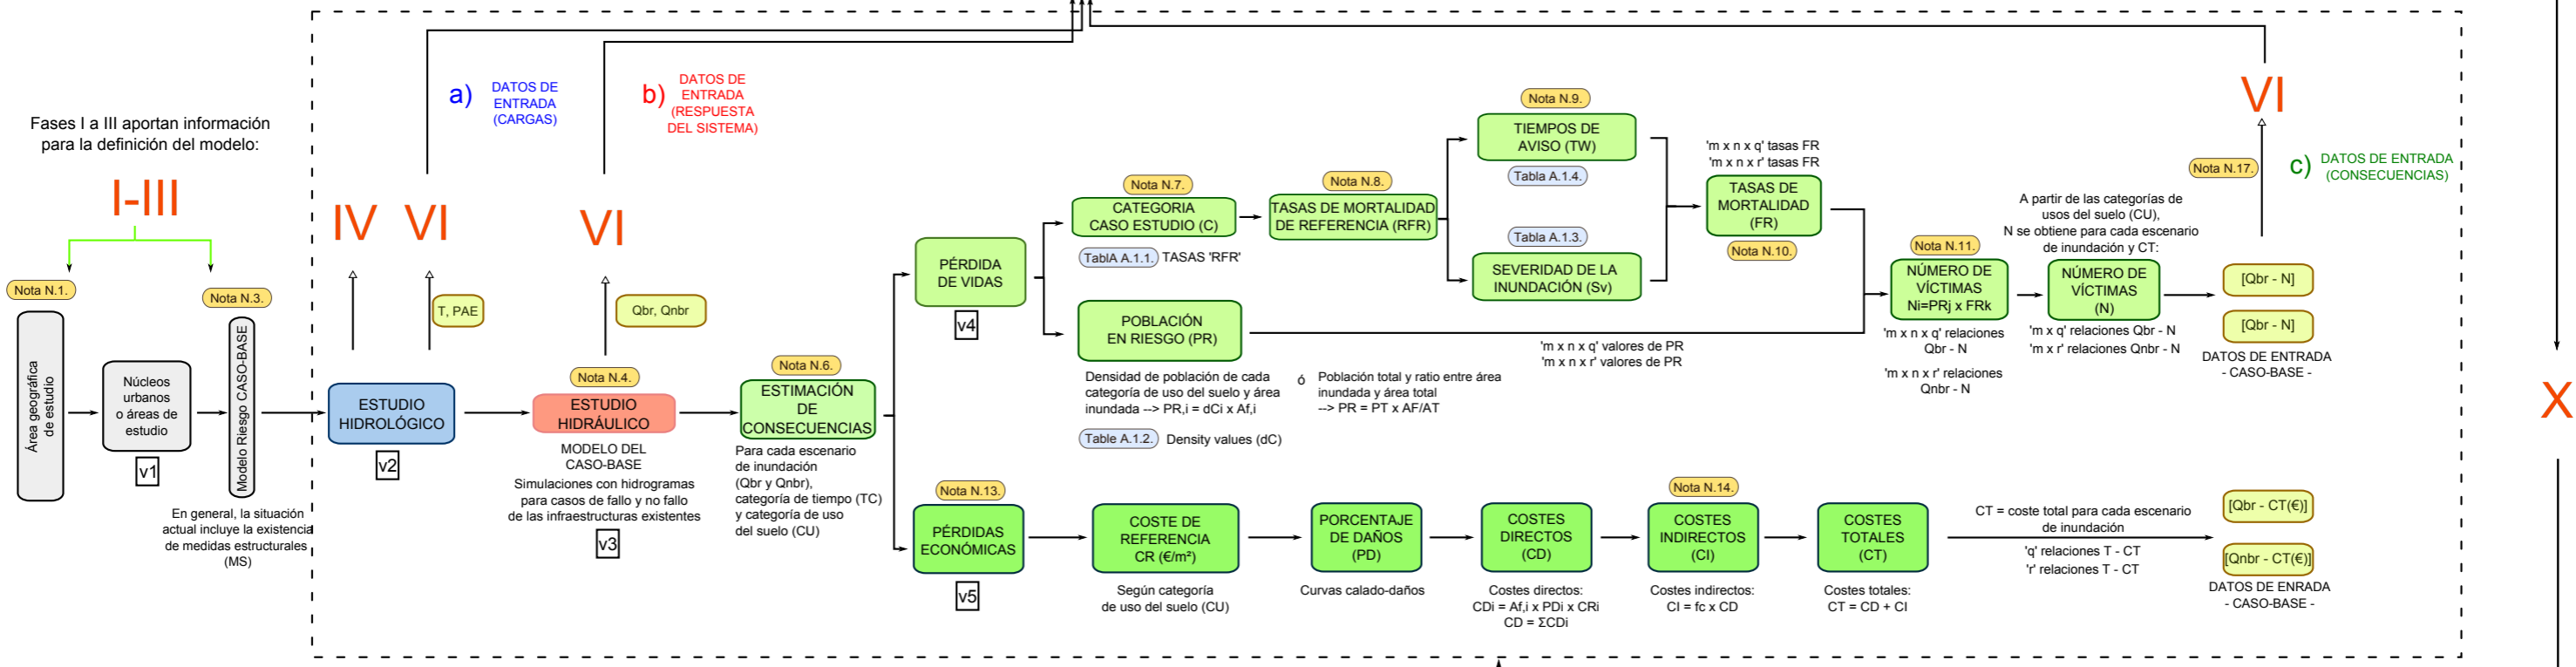 Fases I a III aportan información
para la definición del modelo:
I-III
Nota N.1.
Área geográfica
de estudio
Núcleos
urbanos
o áreas de
estudio
v1
Nota N.3.
Modelo Riesgo CASO-BASE
En general, la situación
actual incluye la existencia
de medidas estructurales
(MS)
a)
DATOS DE
ENTRADA
(CARGAS)
IV
VI
T, PAE
ESTUDIO
HIDROLÓGICO
v2
b)
DATOS DE
ENTRADA
(RESPUESTA
DEL SISTEMA)
VI
Qbr, Qnbr
Nota N.4.
ESTUDIO
HIDRÁULICO
MODELO DEL
CASO-BASE
Simulaciones con hidrogramas
para casos de fallo y no fallo
de las infraestructuras existentes
v3
Nota N.6.
ESTIMACIÓN
DE
CONSECUENCIAS
Para cada escenario
de inundación
(Qbr y Qnbr),
categoría de tiempo (TC)
y categoría de uso
del suelo (CU)
PÉRDIDA
DE VIDAS
v4
Nota N.7.
CATEGORIA
CASO ESTUDIO (C)
TablA A.1.1. TASAS 'RFR'
Nota N.8.
TASAS DE MORTALIDAD
DE REFERENCIA (RFR)
Nota N.9.
TIEMPOS DE
AVISO (TW)
Tabla A.1.4.
Tabla A.1.3.
SEVERIDAD DE LA
INUNDACIÓN (Sv)
'm x n x q' tasas FR
'm x n x r' tasas FR
TASAS DE
MORTALIDAD
(FR)
Nota N.10.
POBLACIÓN
EN RIESGO (PR)
Densidad de población de cada
categoría de uso del suelo y área
inundada --> PR,i = dCi x Af,i
ó
Población total y ratio entre área
inundada y área total
--> PR = PT x AF/AT
Table A.1.2. Density values (dC)
'm x n x q' valores de PR
'm x n x r' valores de PR
Nota N.11.
NÚMERO DE
VÍCTIMAS
Ni=PRj x FRk
'm x n x q' relaciones
Qbr - N
'm x n x r' relaciones
Qnbr - N
A partir de las categorías de
usos del suelo (CU),
N se obtiene para cada escenario
de inundación y CT:
NÚMERO DE
VÍCTIMAS
(N)
'm x q' relaciones Qbr - N
'm x r' relaciones Qnbr - N
VI
Nota N.17.
c)
DATOS DE ENTRADA
(CONSECUENCIAS)
[Qbr - N]
[Qbr - N]
DATOS DE ENTRADA
- CASO-BASE -
Nota N.13.
PÉRDIDAS
ECONÓMICAS
v5
COSTE DE
REFERENCIA
CR (€/m²)
Según categoría
de uso del suelo (CU)
PORCENTAJE
DE DAÑOS
(PD)
Curvas calado-daños
COSTES
DIRECTOS
(CD)
Costes directos:
CDi = Af,i x PDi x CRi
CD = ΣCDi
Nota N.14.
COSTES
INDIRECTOS
(CI)
Costes indirectos:
CI = fc x CD
COSTES
TOTALES
(CT)
Costes totales:
CT = CD + CI
CT = coste total para cada escenario
de inundación
'q' relaciones T - CT
'r' relaciones T - CT
[Qbr - CT(€)]
[Qnbr - CT(€)]
DATOS DE ENRADA
- CASO-BASE -
X